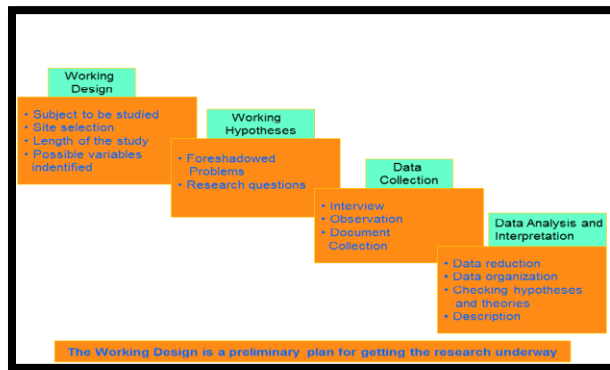 Working
Design
• Subject to be studied
• Site selection
• Length of the study
• Possible variables
indentified
Working
Hypotheses
• Foreshadowed
Problems
• Research questions
Data
Collection
• Interview
• Observation
• Document
Collection
Data Analysis and
Interpretation
• Data reduction
• Data organization
• Checking hypotheses
and theories
• Description
The Working Design is a preliminary plan for getting the research underway